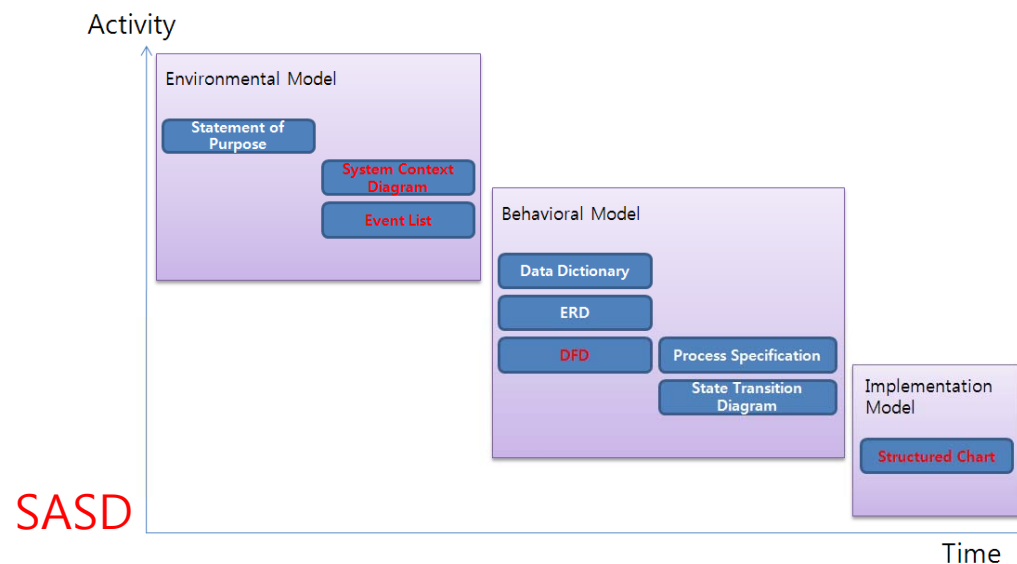 Activity
Environmental Model
Statement of
Purpose
System Context
Diagram
Event List
Behavioral Model
Data Dictionary
ERD
DFD
Process Specification
State Transition
Diagram
Implementation
Model
Structured Chart
SASD
Time